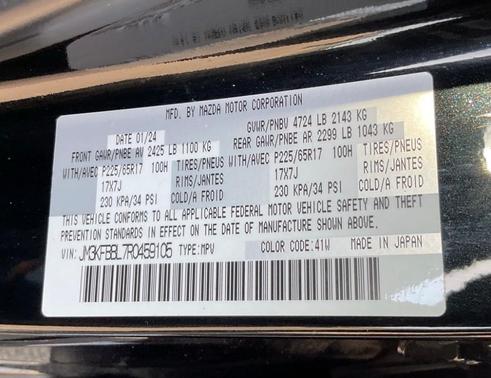 MFD. BY MAZDA MOTOR CORPORATION
DATE 01/24 GVWR/PNBV 4724 LB 2143 KG
FRONT GAWR/PNBE AV 2425 LB 1100 KG REAR GAWR/PNBE AR 2299 LB 1043 KG
WITH/AVEC P225/65R17 100H TIRES/PNEUS WITH/AVEC P225/65R17 100H TIRES/PNEUS
17X7J RIMS/JANTES 17X7J RIMS/JANTES
230 KPA/34 PSI COLD/A FROID 230 KPA/34 PSI COLD/A FROID
THIS VEHICLE CONFORMS TO ALL APPLICABLE FEDERAL MOTOR VEHICLE SAFETY AND THEFT
PREVENTION STANDARDS IN EFFECT ON THE DATE OF MANUFACTURE SHOWN ABOVE.
VIN: JM3KFBBL7R0459105 TYPE:MPV COLOR CODE:41W MADE IN JAPAN